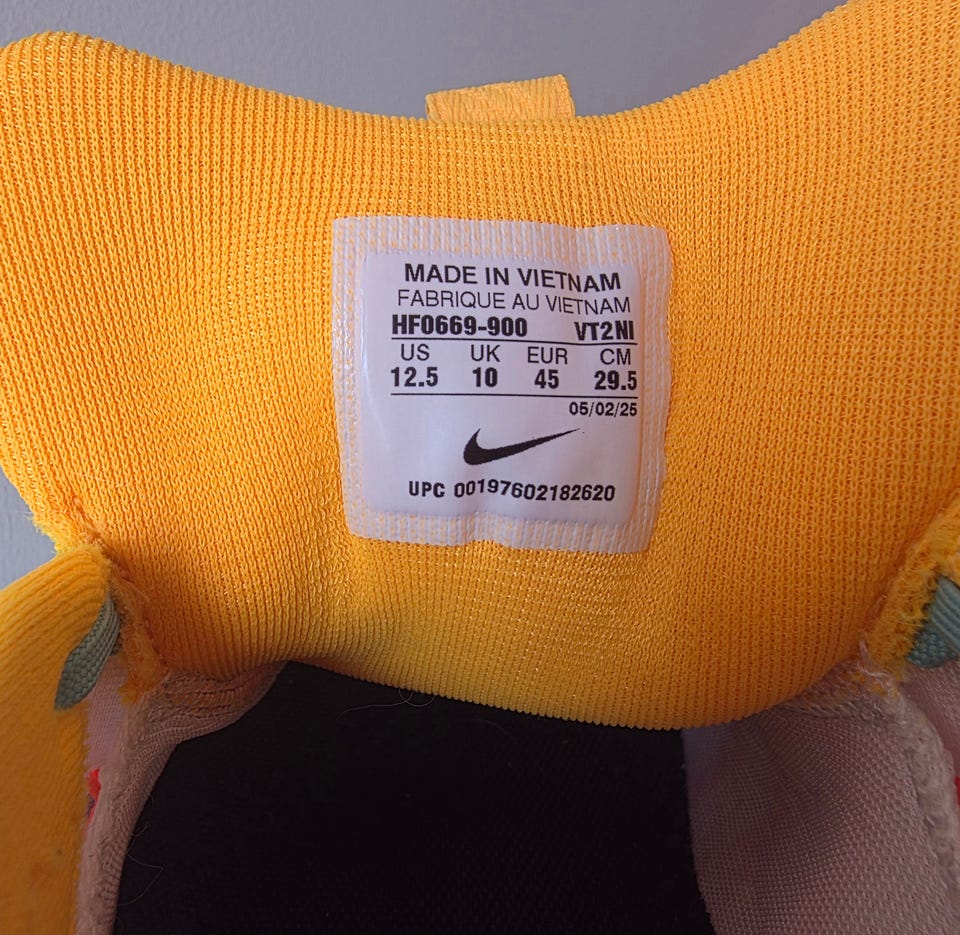 MADE IN VIETNAM
FABRIQUE AU VIETNAM
HF0669-900 VT2NI
US UK EUR CM
12.5 10 45 29.5
05/02/25
UPC 00197602182620